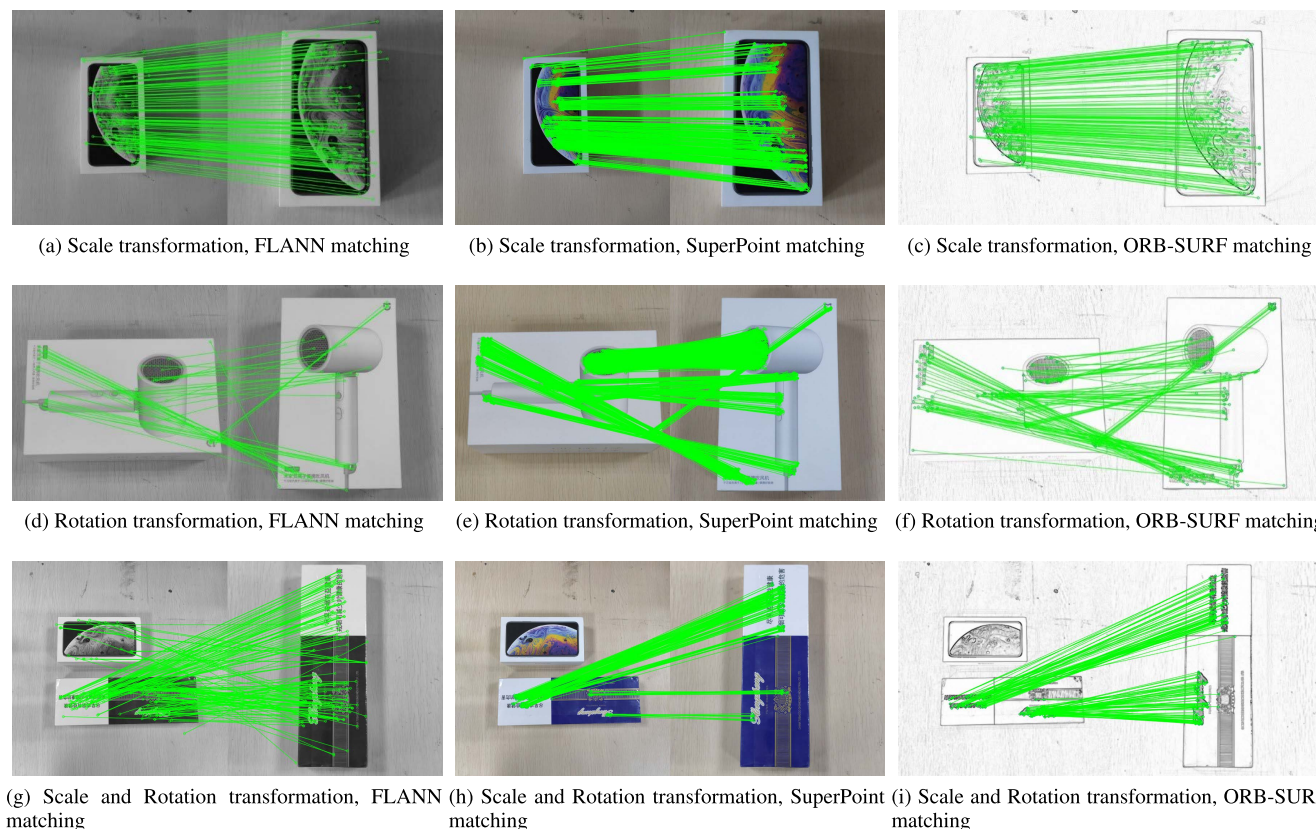 (a) Scale transformation, FLANN matching
(b) Scale transformation, SuperPoint matching
(c) Scale transformation, ORB-SURF matching
(d) Rotation transformation, FLANN matching
(e) Rotation transformation, SuperPoint matching
(f) Rotation transformation, ORB-SURF matching
(g) Scale and Rotation transformation, FLANN
matching
(h) Scale and Rotation transformation, SuperPoint
matching
(i) Scale and Rotation transformation, ORB-SUR
matching